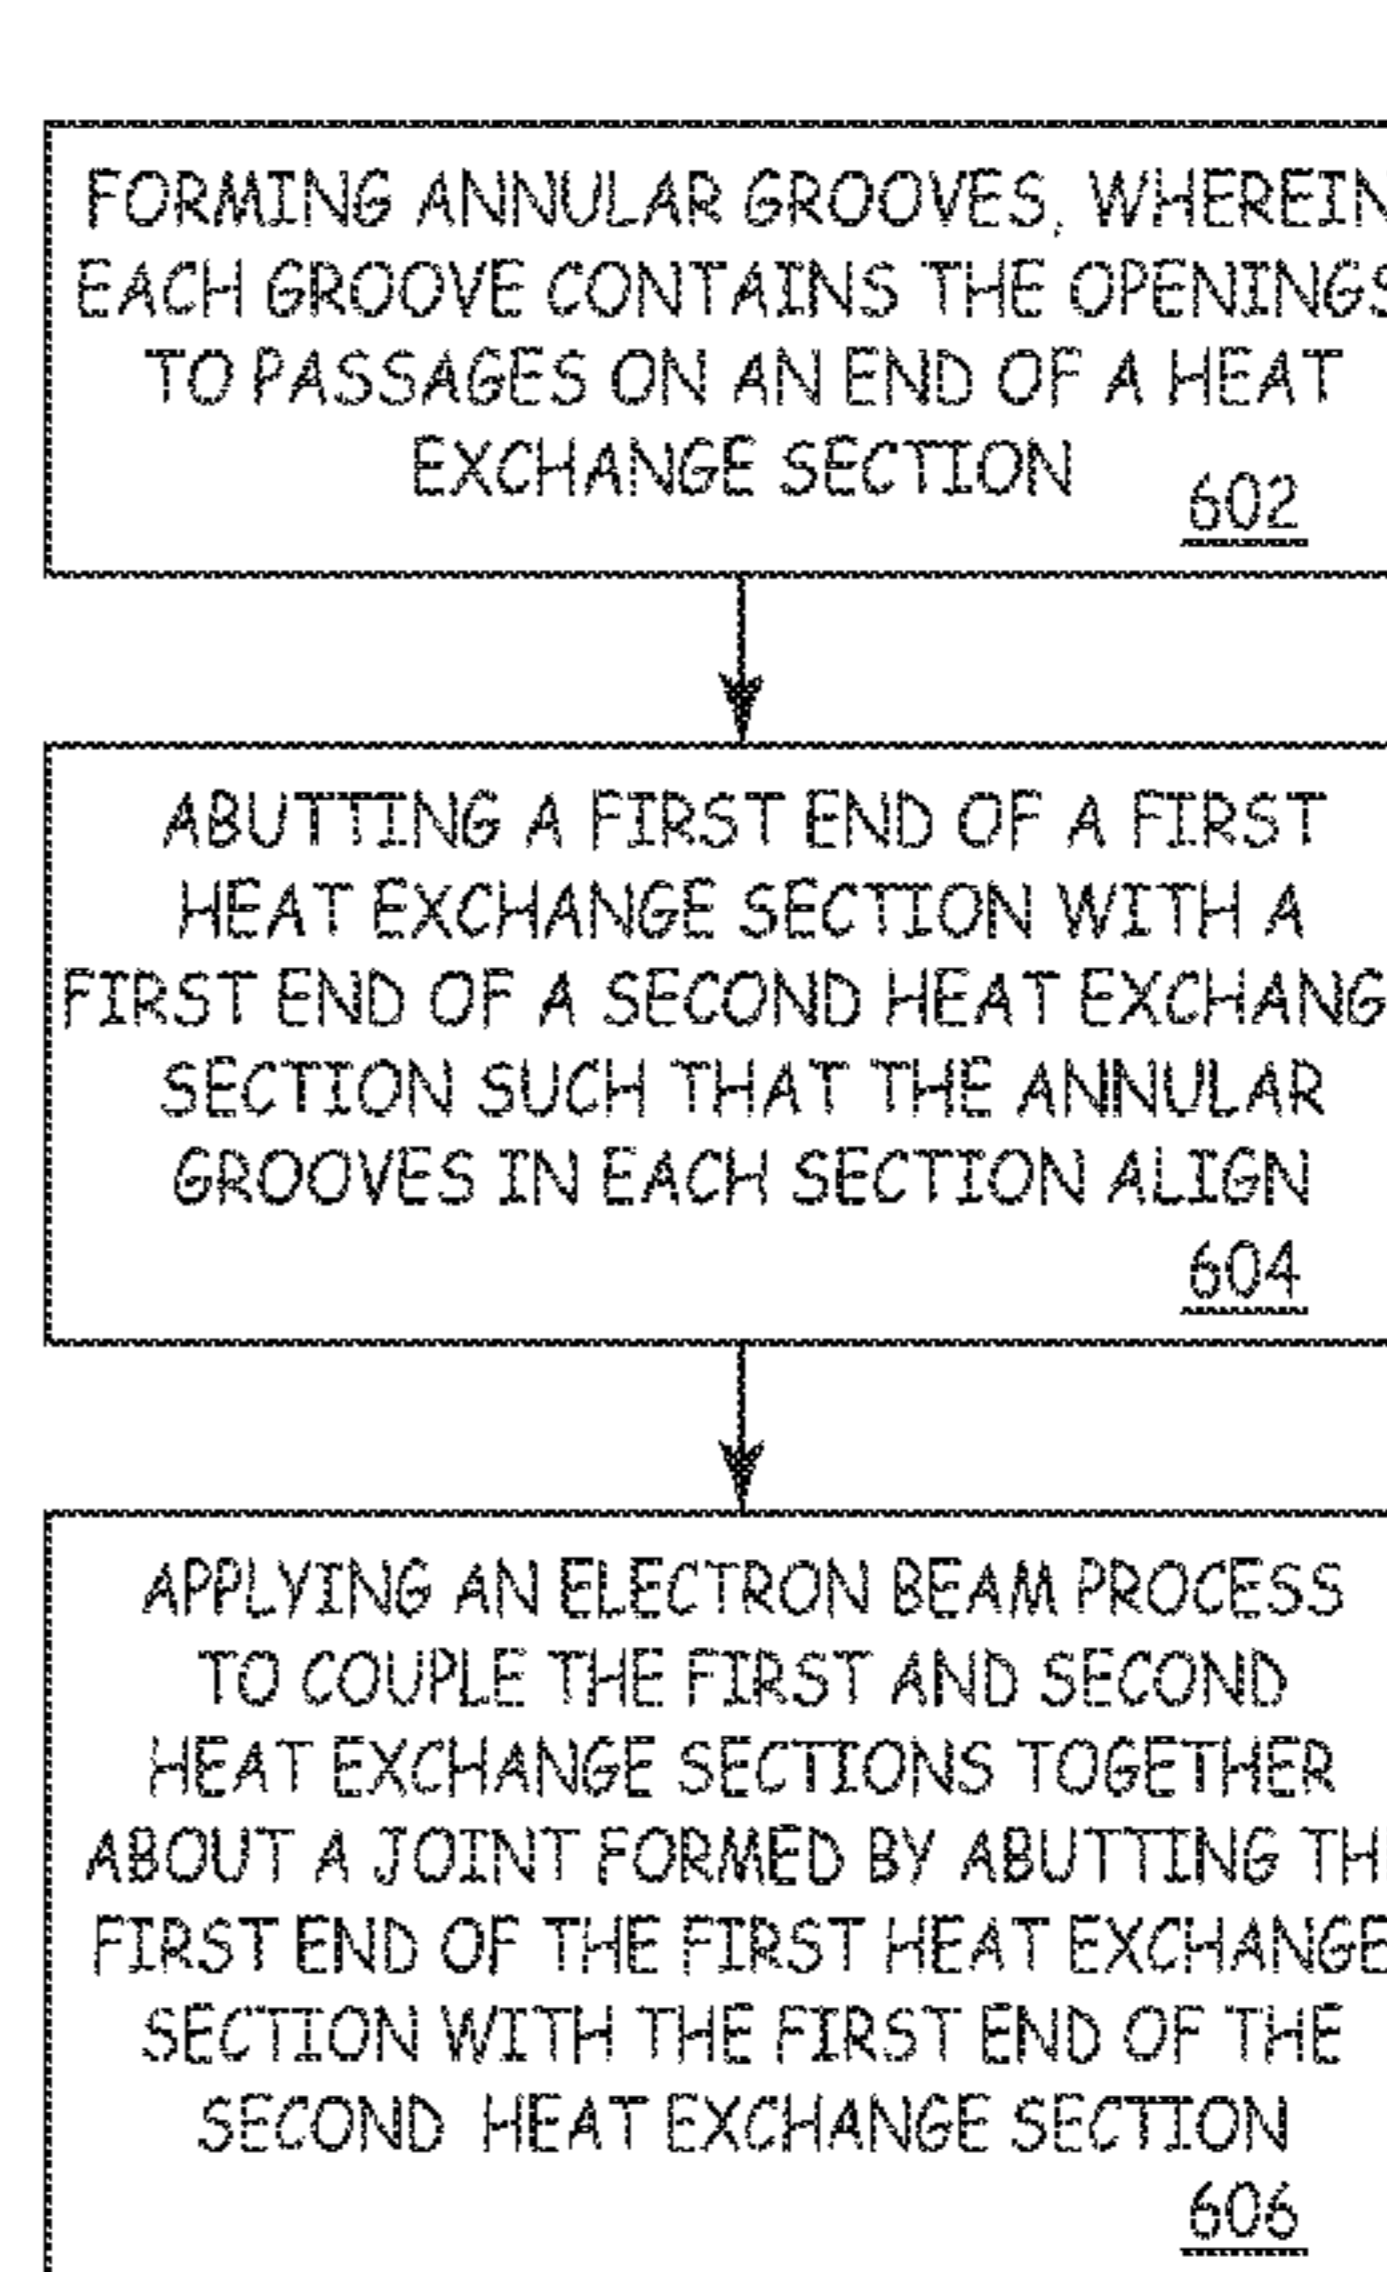 FORMING ANNULAR GROOVES, WHEREIN
EACH GROOVE CONTAINS THE OPENINGS
TO PASSAGES ON AN END OF A HEAT
EXCHANGE SECTION
602
ABUTTING A FIRST END OF A FIRST
HEAT EXCHANGE SECTION WITH A
FIRST END OF A SECOND HEAT EXCHANG
SECTION SUCH THAT THE ANNULAR
GROOVES IN EACH SECTION ALIGN
604
APPLYING AN ELECTRON BEAM PROCESS
TO COUPLE THE FIRST AND SECOND
HEAT EXCHANGE SECTIONS TOGETHER
ABOUT A JOINT FORMED BY ABUTTING TH
FIRST END OF THE FIRST HEAT EXCHANGE
SECTION WITH THE FIRST END OF THE
SECOND HEAT EXCHANGE SECTION
606